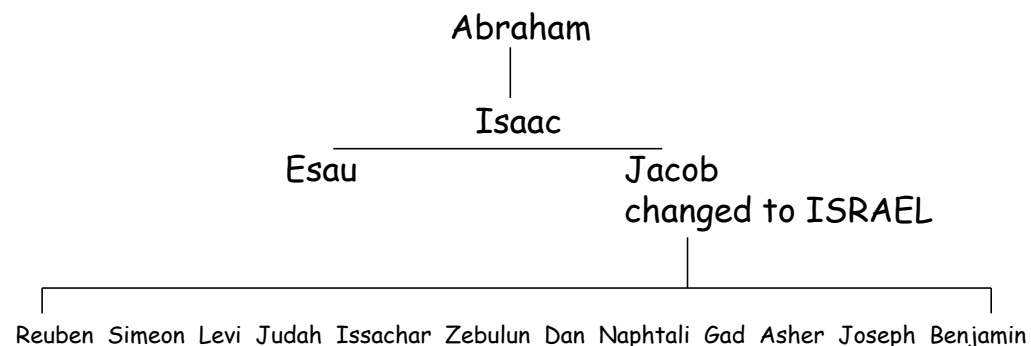 Abraham
Isaac
Esau Jacob
changed to ISRAEL
Reuben Simeon Levi Judah Issachar Zebulun Dan Naphtali Gad Asher Joseph Benjamin